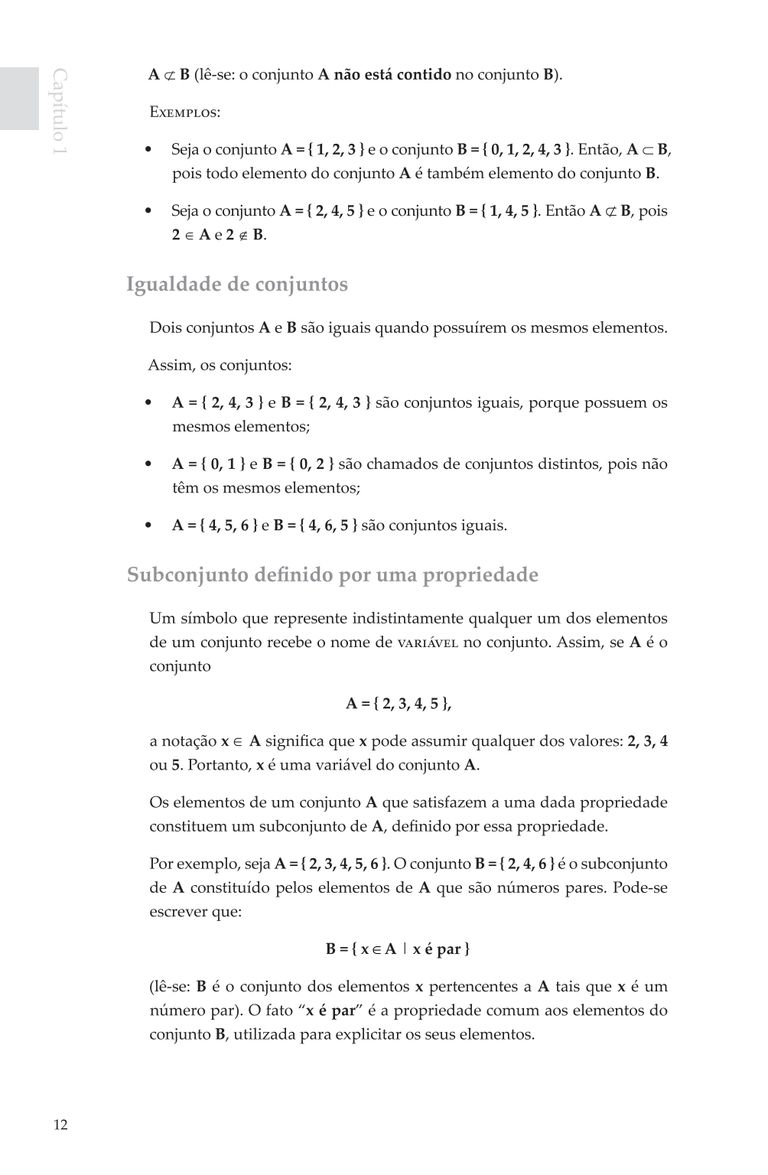 Capítulo 1
A ⊄ B (lê-se: o conjunto A não está contido no conjunto B).
Exemplos:
• Seja o conjunto A = { 1, 2, 3 } e o conjunto B = { 0, 1, 2, 4, 3 }. Então, A ⊂ B,
pois todo elemento do conjunto A é também elemento do conjunto B.
• Seja o conjunto A = { 2, 4, 5 } e o conjunto B = { 1, 4, 5 }. Então A ⊄ B, pois
2 ∈ A e 2 ∉ B.
Igualdade de conjuntos
Dois conjuntos A e B são iguais quando possuírem os mesmos elementos.
Assim, os conjuntos:
• A = { 2, 4, 3 } e B = { 2, 4, 3 } são conjuntos iguais, porque possuem os
mesmos elementos;
• A = { 0, 1 } e B = { 0, 2 } são chamados de conjuntos distintos, pois não
têm os mesmos elementos;
• A = { 4, 5, 6 } e B = { 4, 6, 5 } são conjuntos iguais.
Subconjunto definido por uma propriedade
Um símbolo que represente indistintamente qualquer um dos elementos
de um conjunto recebe o nome de variável no conjunto. Assim, se A é o
conjunto
A = { 2, 3, 4, 5 },
a notação x ∈ A significa que x pode assumir qualquer dos valores: 2, 3, 4
ou 5. Portanto, x é uma variável do conjunto A.
Os elementos de um conjunto A que satisfazem a uma dada propriedade
constituem um subconjunto de A, definido por essa propriedade.
Por exemplo, seja A = { 2, 3, 4, 5, 6 }. O conjunto B = { 2, 4, 6 } é o subconjunto
de A constituído pelos elementos de A que são números pares. Pode-se
escrever que:
B = { x ∈ A | x é par }
(lê-se: B é o conjunto dos elementos x pertencentes a A tais que x é um
número par). O fato “x é par” é a propriedade comum aos elementos do
conjunto B, utilizada para explicitar os seus elementos.
12